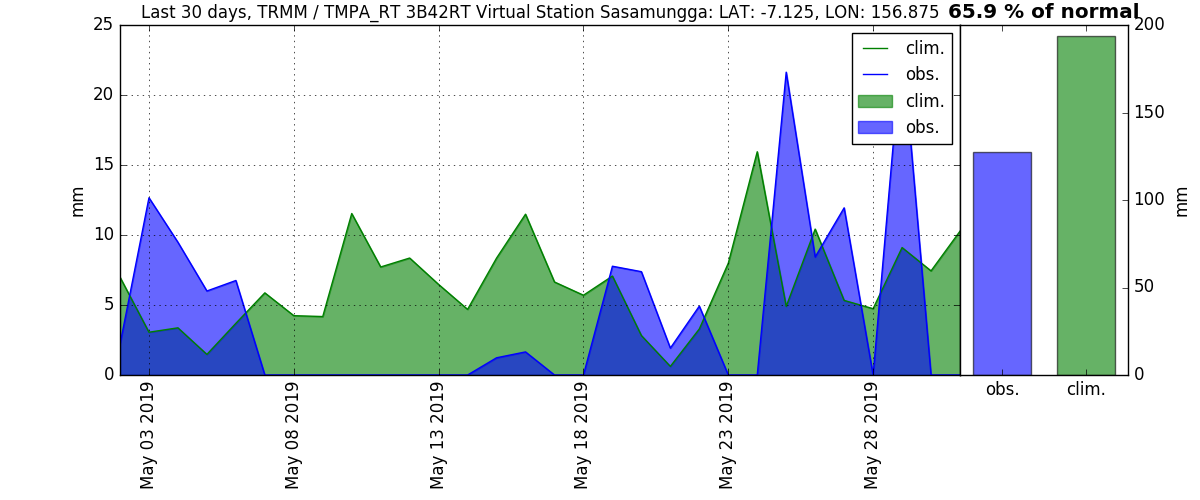 Last 30 days, TRMM / TMPA_RT 3B42RT Virtual Station Sasamungga: LAT: -7.125, LON: 156.875
65.9 % of normal
25
20
15
10
5
0
mm
clim.
obs.
clim.
obs.
May 03 2019
May 08 2019
May 13 2019
May 18 2019
May 23 2019
May 28 2019
200
150
100
50
0
mm
obs.
clim.